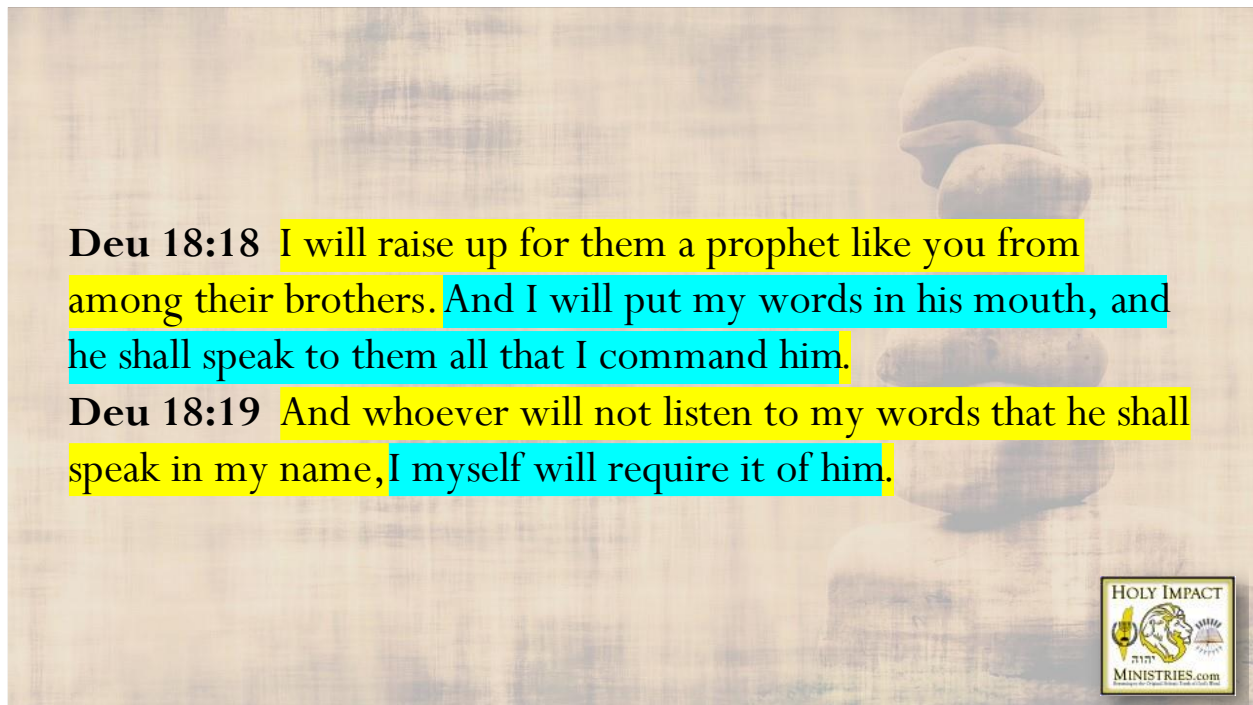 Deu 18:18 I will raise up for them a prophet like you from
among their brothers. And I will put my words in his mouth, and
he shall speak to them all that I command him.
Deu 18:19 And whoever will not listen to my words that he shall
speak in my name, I myself will require it of him.
HOLY IMPACT
יהוה
MINISTRIES.com